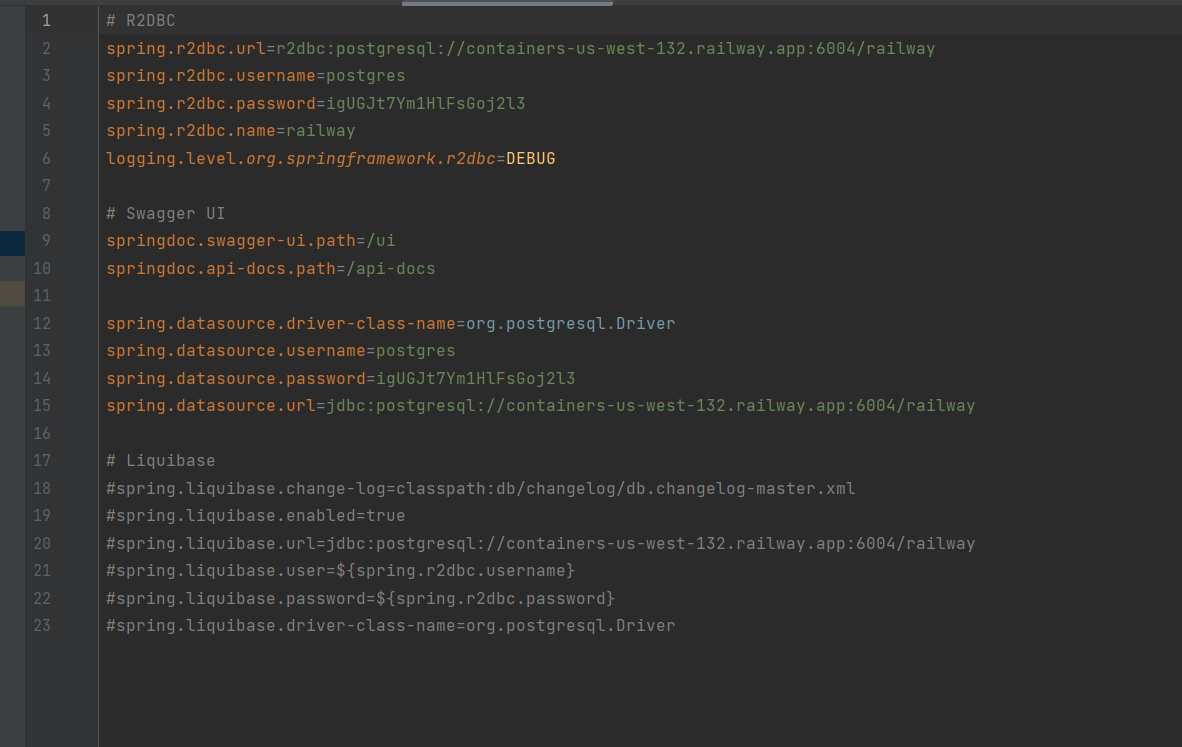 1 # R2DBC
2 spring.r2dbc.url=r2dbc:postgresql://containers-us-west-132.railway.app:6004/railway
3 spring.r2dbc.username=postgres
4 spring.r2dbc.password=igUGJt7Ym1HlFsGoj2l3
5 spring.r2dbc.name=railway
6 logging.level.org.springframework.r2dbc=DEBUG
7
8 # Swagger UI
9 springdoc.swagger-ui.path=/ui
10 springdoc.api-docs.path=/api-docs
11
12 spring.datasource.driver-class-name=org.postgresql.Driver
13 spring.datasource.username=postgres
14 spring.datasource.password=igUGJt7Ym1HlFsGoj2l3
15 spring.datasource.url=jdbc:postgresql://containers-us-west-132.railway.app:6004/railway
16
17 # Liquibase
18 #spring.liquibase.change-log=classpath:db/changelog/db.changelog-master.xml
19 #spring.liquibase.enabled=true
20 #spring.liquibase.url=jdbc:postgresql://containers-us-west-132.railway.app:6004/railway
21 #spring.liquibase.user=${spring.r2dbc.username}
22 #spring.liquibase.password=${spring.r2dbc.password}
23 #spring.liquibase.driver-class-name=org.postgresql.Driver